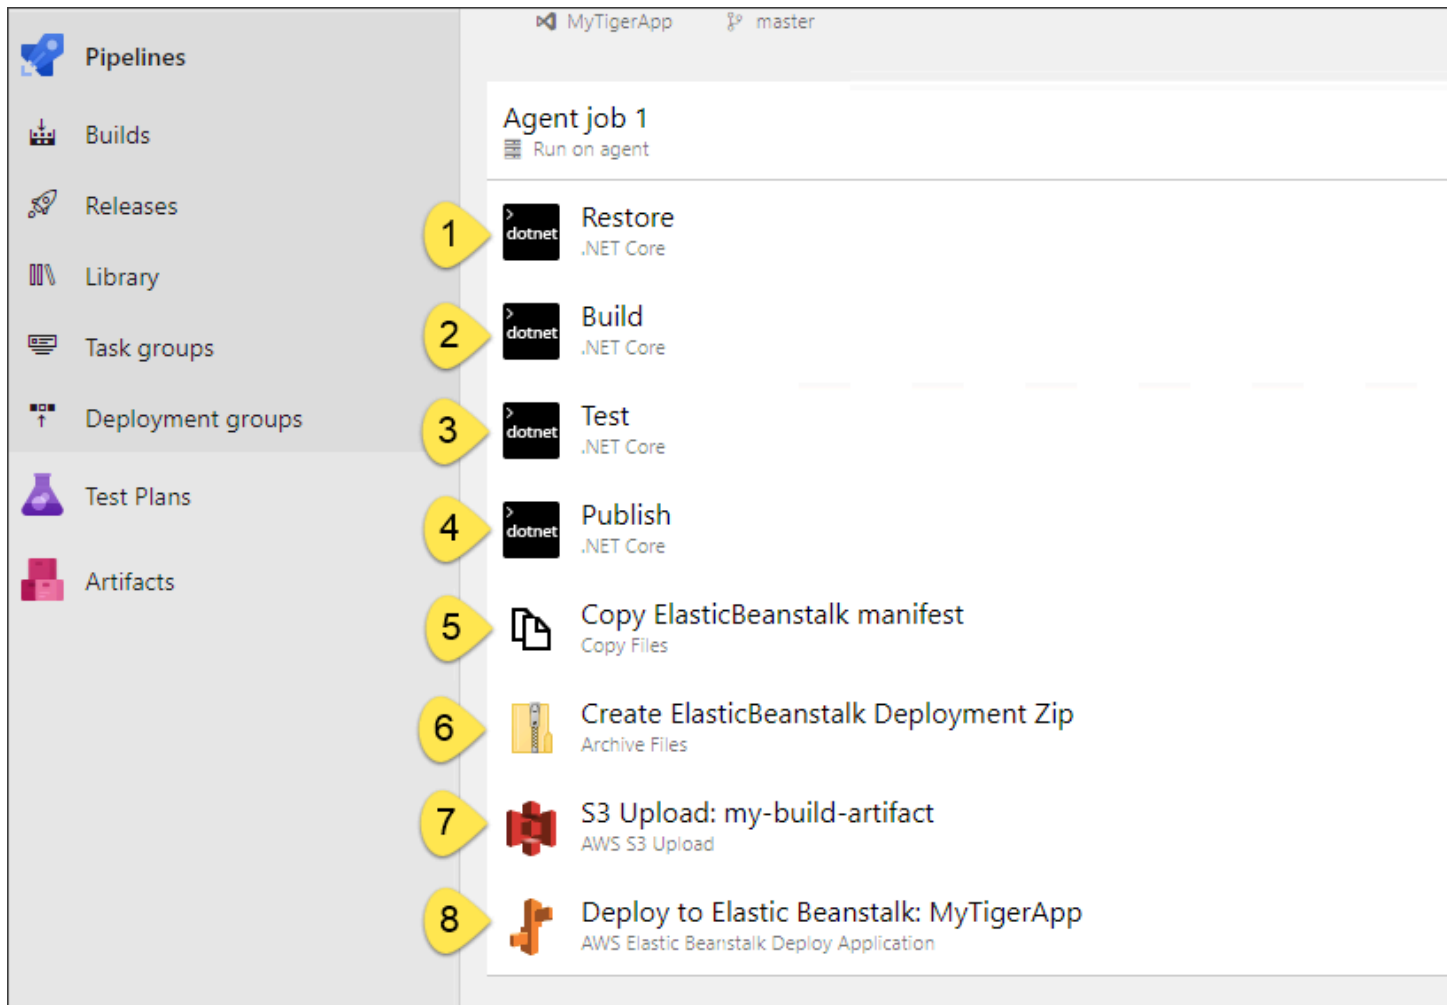 MyTigerApp master
Pipelines
Builds
Releases
Library
Task groups
Deployment groups
Test Plans
Artifacts
Agent job 1
Run on agent
1
> dotnet
Restore
.NET Core
2
> dotnet
Build
.NET Core
3
> dotnet
Test
.NET Core
4
> dotnet
Publish
.NET Core
5
Copy ElasticBeanstalk manifest
Copy Files
6
Create ElasticBeanstalk Deployment Zip
Archive Files
7
S3 Upload: my-build-artifact
AWS S3 Upload
8
Deploy to Elastic Beanstalk: MyTigerApp
AWS Elastic Beanstalk Deploy Application